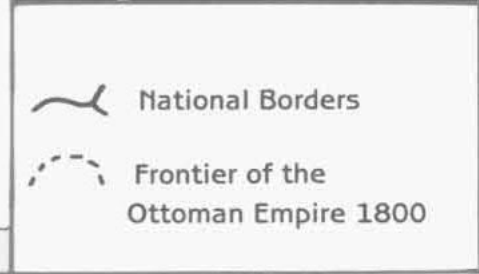 National Borders
Frontier of the
Ottoman Empire 1800